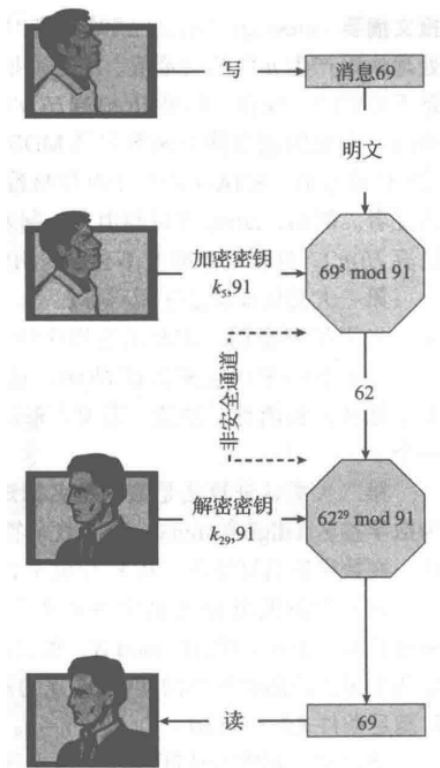 写
消息69
明文
加密密钥
k₅,91
69⁵ mod 91
非安全通道
62
解密密钥
k₂₉,91
62²⁹ mod 91
读
69